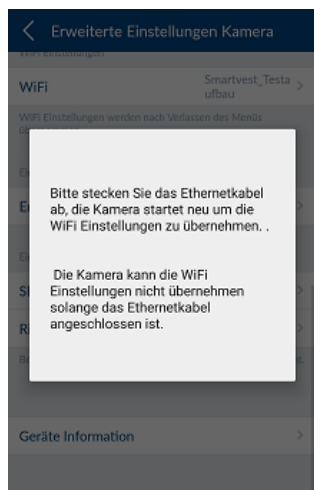 Erweiterte Einstellungen Kamera
WiFi Einstellungen
WiFi
Smartvest_Testa
ufbau
WiFi Einstellungen werden nach Verlassen des Menüs
Bitte stecken Sie das Ethernetkabel
ab, die Kamera startet neu um die
WiFi Einstellungen zu übernehmen. .
Die Kamera kann die WiFi
Einstellungen nicht übernehmen
solange das Ethernetkabel
angeschlossen ist.
Geräte Information